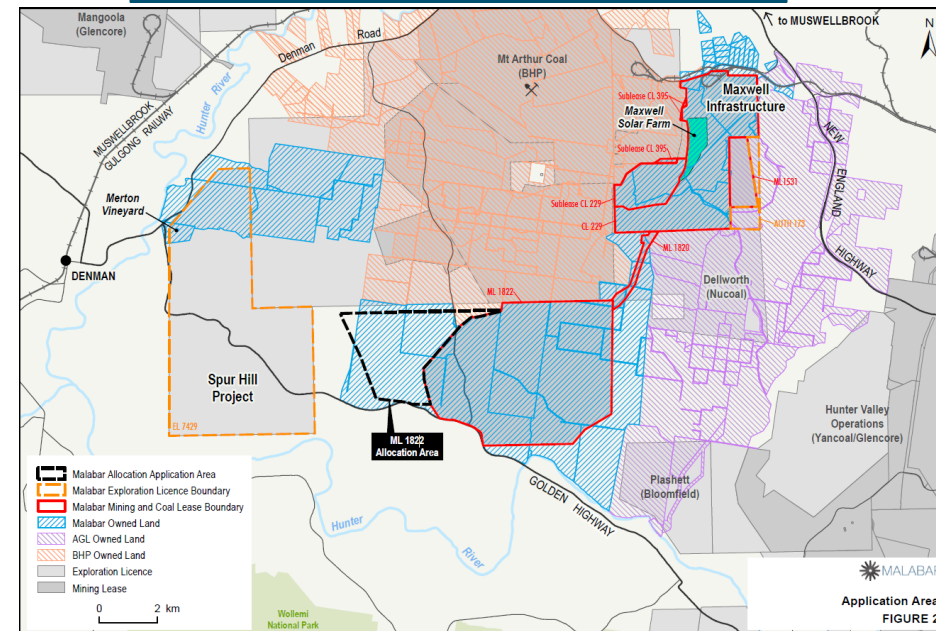 Mangoola
(Glencore)
to MUSWELLBROOK
N
Denman Road
Mt Arthur Coal
(BHP)
Hunter River
MUSWELLBROOK
GULGONG RAILWAY
Sublease CL 395
Maxwell
Infrastructure
Maxwell
Solar Farm
Sublease CL 395
NEW ENGLAND HIGHWAY
ML1531
Merton
Vineyard
Sublease CL 229
CL 229
AUTH 173
ML 1820
DENMAN
Dellworth
(Nucoal)
ML 1822
Spur Hill
Project
EL 7429
ML 1822
Allocation Area
Hunter Valley
Operations
(Yancoal/Glencore)
Plashett
(Bloomfield)
GOLDEN HIGHWAY
Hunter River
Malabar Allocation Application Area
Malabar Exploration Licence Boundary
Malabar Mining and Coal Lease Boundary
Malabar Owned Land
AGL Owned Land
BHP Owned Land
Exploration Licence
Mining Lease
0 2 km
Wollemi
National Park
MALABAR
Application Area
FIGURE 2